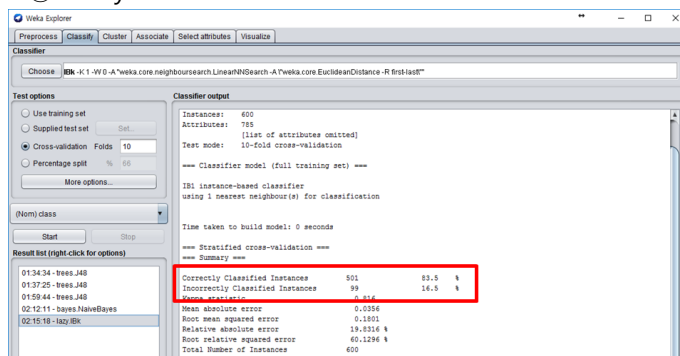 Weka Explorer
Preprocess Classify Cluster Associate Select attributes Visualize
Classifier
Choose IBk -K 1 -W 0 -A "weka.core.neighboursearch.LinearNNSearch -A \"weka.core.EuclideanDistance -R first-last\""
Test options
Use training set
Supplied test set Set...
Cross-validation Folds 10
Percentage split % 66
More options...
(Nom) class
Start Stop
Result list (right-click for options)
01:34:34 - trees.J48
01:37:25 - trees.J48
01:59:44 - trees.J48
02:12:11 - bayes.NaiveBayes
02:15:18 - lazy.IBk
Classifier output
Instances: 600
Attributes: 785
[list of attributes omitted]
Test mode: 10-fold cross-validation
=== Classifier model (full training set) ===
IB1 instance-based classifier
using 1 nearest neighbour(s) for classification
Time taken to build model: 0 seconds
=== Stratified cross-validation ===
=== Summary ===
Correctly Classified Instances 501 83.5 %
Incorrectly Classified Instances 99 16.5 %
Kappa statistic 0.816
Mean absolute error 0.0356
Root mean squared error 0.1801
Relative absolute error 19.8316 %
Root relative squared error 60.1296 %
Total Number of Instances 600